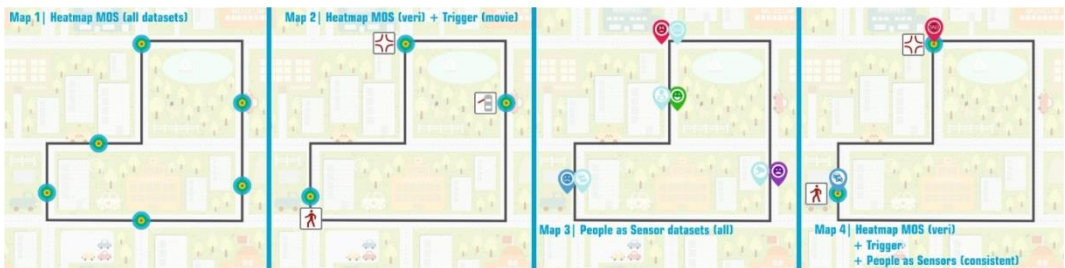 Map 1| Heatmap MOS (all datasets)
Map 2| Heatmap MOS (veri) + Trigger (movie)
Map 3| People as Sensor datasets (all)
Map 4| Heatmap MOS (veri)
+ Trigger
+ People as Sensors (consistent)